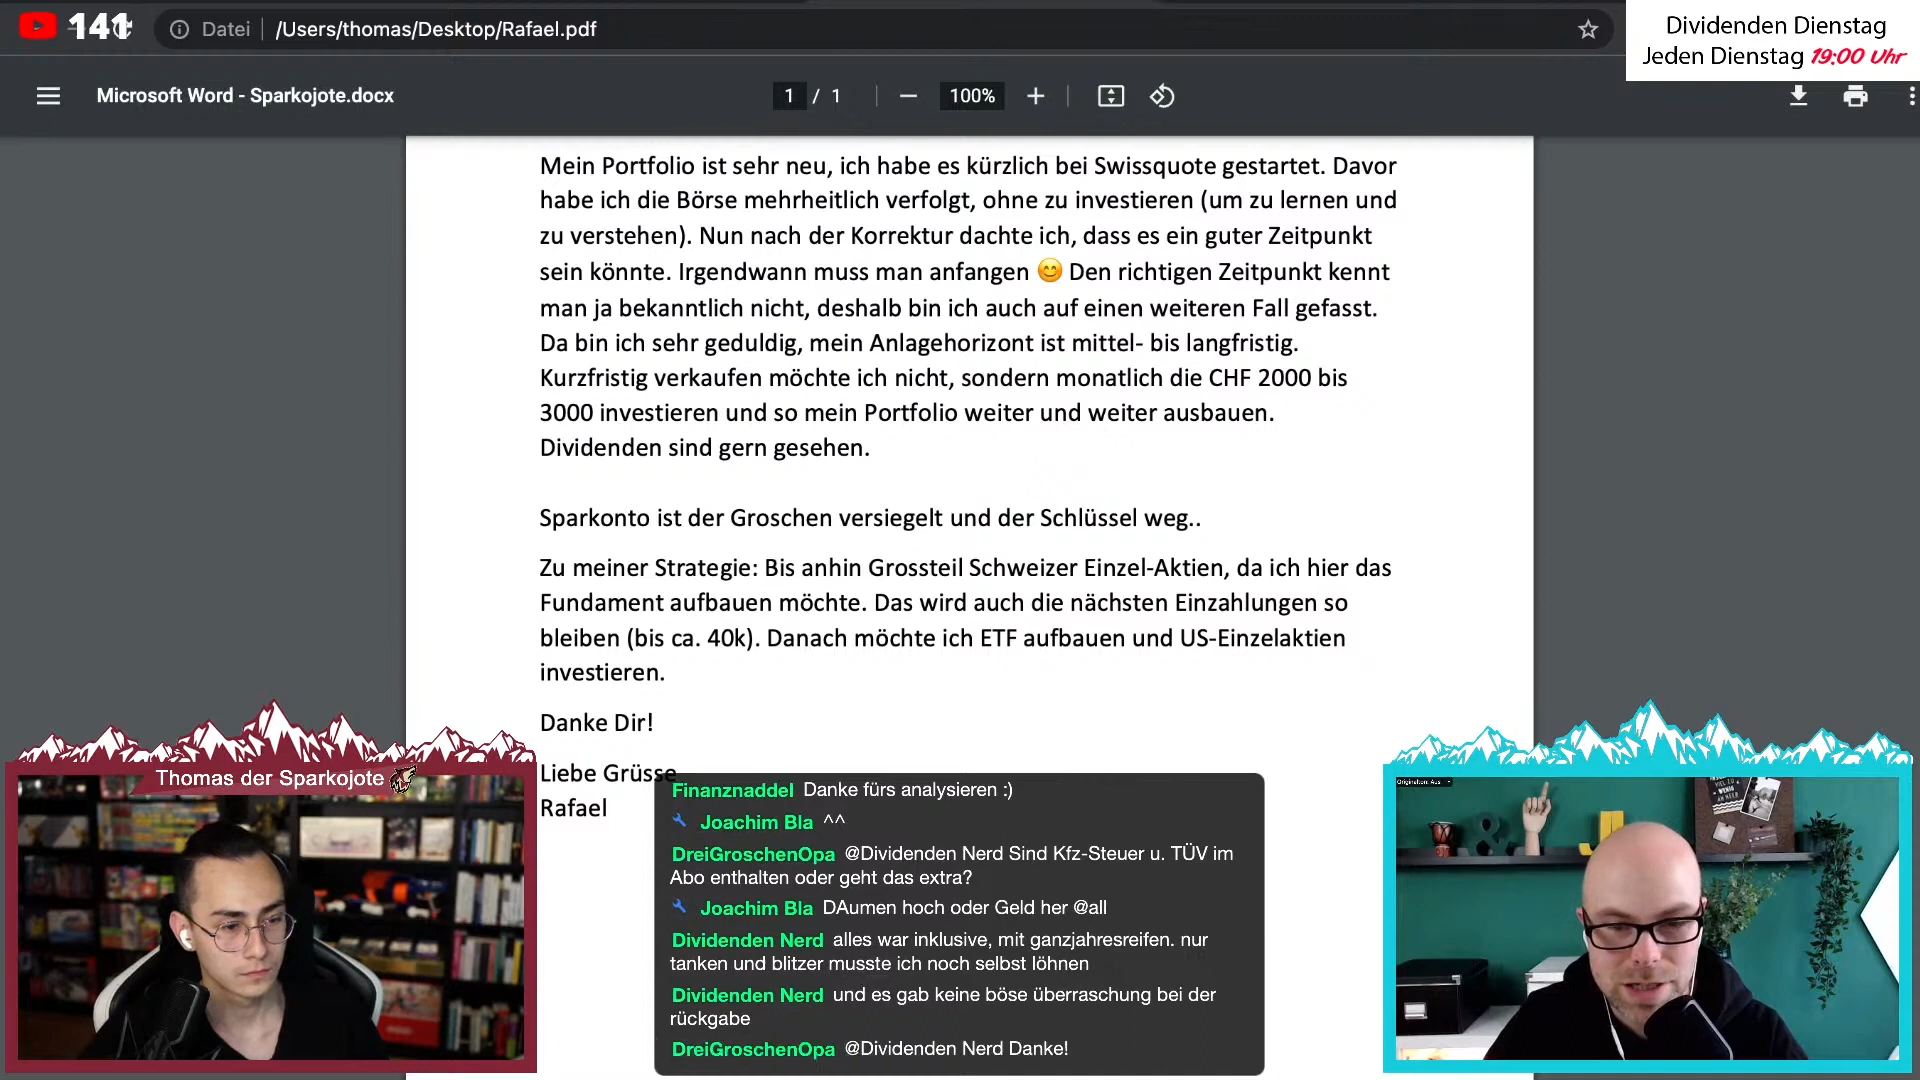 141
Datei
/Users/thomas/Desktop/Rafael.pdf
Dividenden Dienstag
Jeden Dienstag 19:00 Uhr
Microsoft Word - Sparkojote.docx
1 / 1
100%
Mein Portfolio ist sehr neu, ich habe es kürzlich bei Swissquote gestartet. Davor
habe ich die Börse mehrheitlich verfolgt, ohne zu investieren (um zu lernen und
zu verstehen). Nun nach der Korrektur dachte ich, dass es ein guter Zeitpunkt
sein könnte. Irgendwann muss man anfangen 😊 Den richtigen Zeitpunkt kennt
man ja bekanntlich nicht, deshalb bin ich auch auf einen weiteren Fall gefasst.
Da bin ich sehr geduldig, mein Anlagehorizont ist mittel- bis langfristig.
Kurzfristig verkaufen möchte ich nicht, sondern monatlich die CHF 2000 bis
3000 investieren und so mein Portfolio weiter und weiter ausbauen.
Dividenden sind gern gesehen.
Sparkonto ist der Groschen versiegelt und der Schlüssel weg..
Zu meiner Strategie: Bis anhin Grossteil Schweizer Einzel-Aktien, da ich hier das
Fundament aufbauen möchte. Das wird auch die nächsten Einzahlungen so
bleiben (bis ca. 40k). Danach möchte ich ETF aufbauen und US-Einzelaktien
investieren.
Danke Dir!
Liebe Grüsse
Rafael
Thomas der Sparkojote
Finanznaddel Danke fürs analysieren :)
Joachim Bla ^^
DreiGroschenOpa @Dividenden Nerd Sind Kfz-Steuer u. TÜV im
Abo enthalten oder geht das extra?
Joachim Bla DAumen hoch oder Geld her @all
Dividenden Nerd alles war inklusive, mit ganzjahresreifen. nur
tanken und blitzer musste ich noch selbst löhnen
Dividenden Nerd und es gab keine böse überraschung bei der
rückgabe
DreiGroschenOpa @Dividenden Nerd Danke!
Originalton: Aus